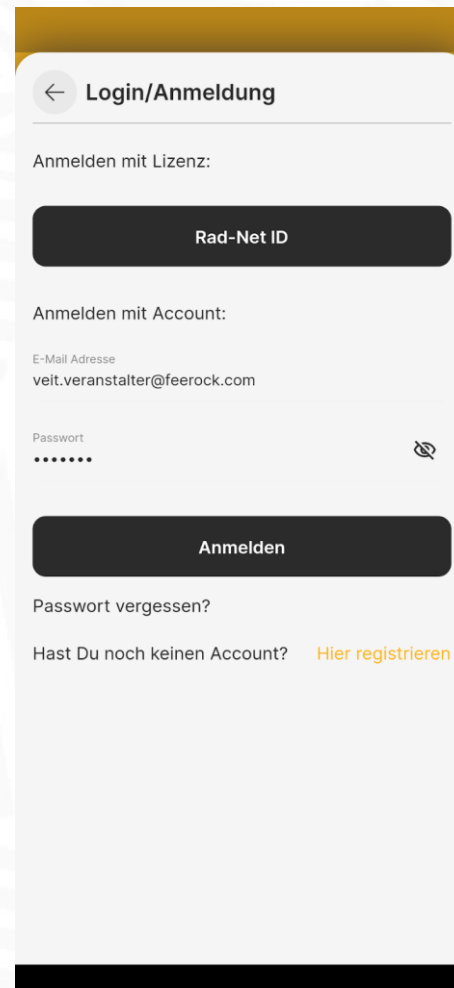 Login/Anmeldung
Anmelden mit Lizenz:
Rad-Net ID
Anmelden mit Account:
E-Mail Adresse
veit.veranstalter@feerock.com
Passwort
•••••••
Anmelden
Passwort vergessen?
Hast Du noch keinen Account? Hier registrieren